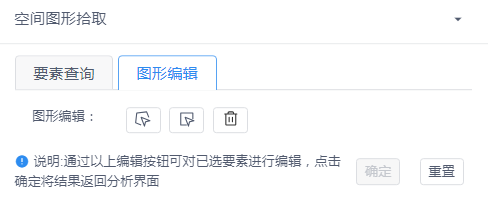 空间图形拾取
要素查询 图形编辑
图形编辑：
说明:通过以上编辑按钮可对已选要素进行编辑，点击
确定将结果返回分析界面
确定 重置